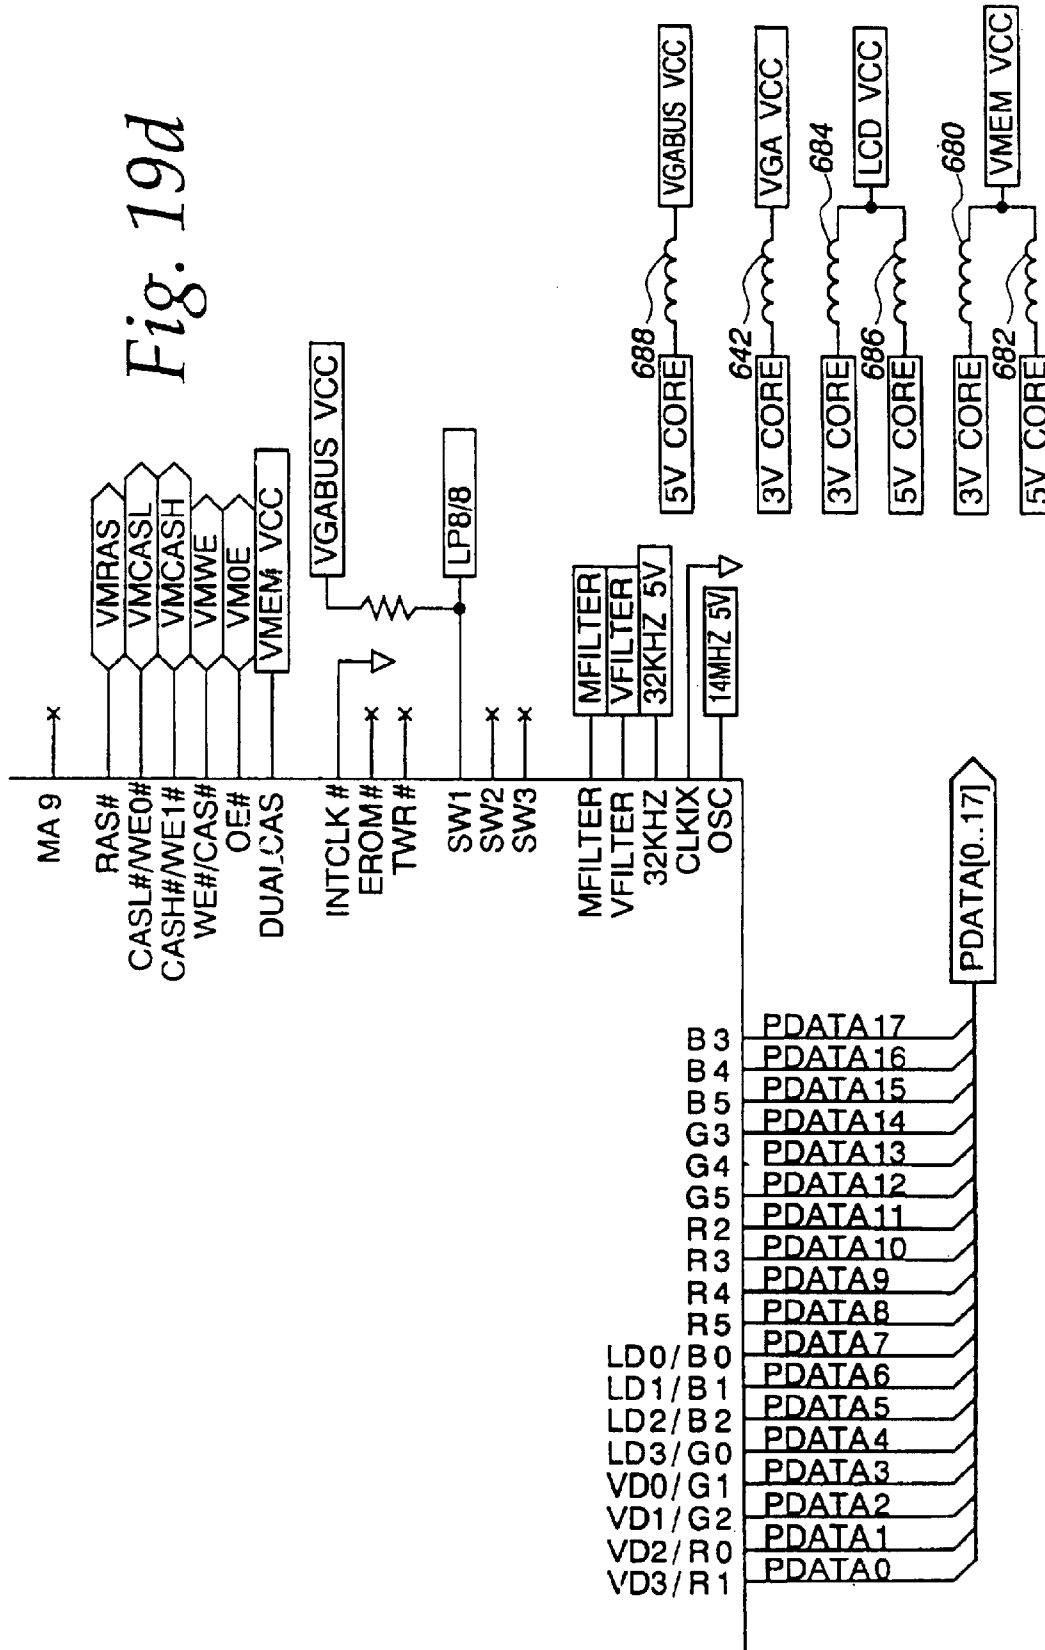 Fig. 19d
MA 9
RAS#
VMRAS
CASL#/WE0#
VMCASL
CASH#/WE1#
VMCASH
WE#/CAS#
VMWE
OE#
VM0E
DUALCAS
VMEM VCC
INTCLK #
VGABUS VCC
EROM#
TWR#
SW1
LP8/8
SW2
SW3
MFILTER
MFILTER
VFILTER
VFILTER
32KHZ
32KHZ 5V
CLKIX
OSC
14MHZ 5V
688
5V CORE
VGABUS VCC
642
3V CORE
VGA VCC
684
3V CORE
LCD VCC
686
5V CORE
680
3V CORE
VMEM VCC
682
5V CORE
B 3
PDATA17
B 4
PDATA16
B 5
PDATA15
G3
PDATA14
G4
PDATA13
G5
PDATA12
R2
PDATA11
R3
PDATA10
R4
PDATA9
R5
PDATA8
LD0/B0
PDATA7
LD1/B1
PDATA6
LD2/B2
PDATA5
LD3/G0
PDATA4
VD0/G1
PDATA3
VD1/G2
PDATA2
VD2/R0
PDATA1
VD3/R1
PDATA0
PDATA[0..17]